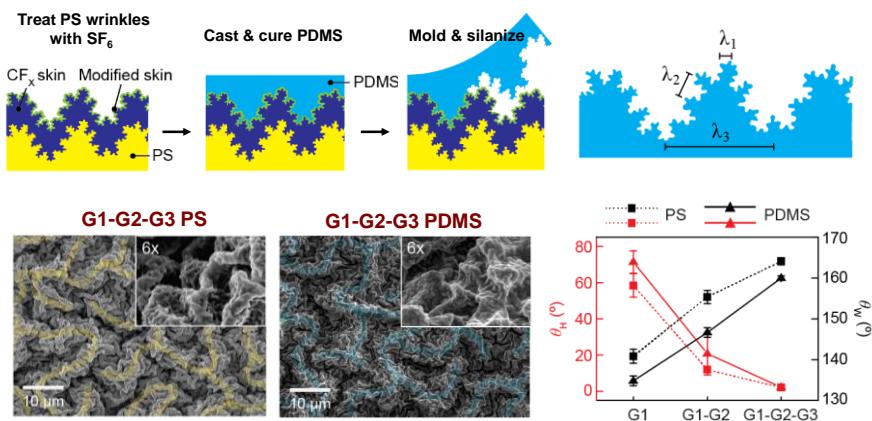 Treat PS wrinkles
with SF₆
Cast & cure PDMS
Mold & silanize
CFₓ skin
Modified skin
PS
PDMS
λ₁
λ₂
λ₃
G1-G2-G3 PS
6x
10 μm
G1-G2-G3 PDMS
6x
10 μm
PS
PDMS
80
60
40
20
0
θH (º)
170
160
150
140
130
θW (º)
G1
G1-G2
G1-G2-G3